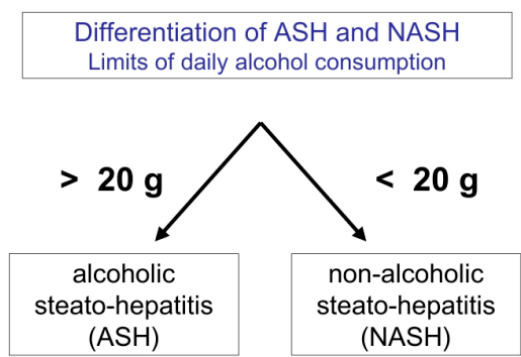 Differentiation of ASH and NASH
Limits of daily alcohol consumption
> 20 g
< 20 g
alcoholic
steato-hepatitis
(ASH)
non-alcoholic
steato-hepatitis
(NASH)